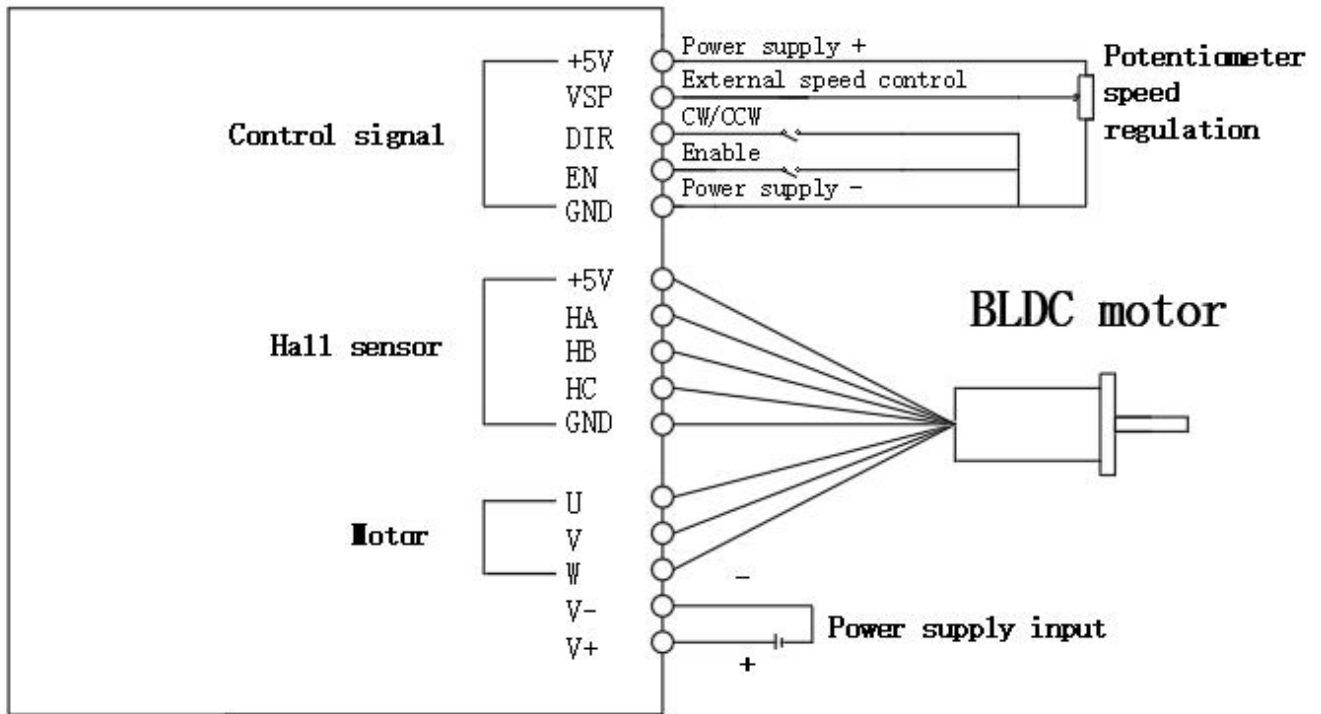 +5V
Power supply +
VSP
External speed control
Potentiometer
speed
regulation
Control signal
DIR
CW/CCW
EN
Enable
GND
Power supply -
Hall sensor
+5V
HA
HB
HC
GND
BLDC motor
Motor
U
V
W
V-
-
V+
+
Power supply input